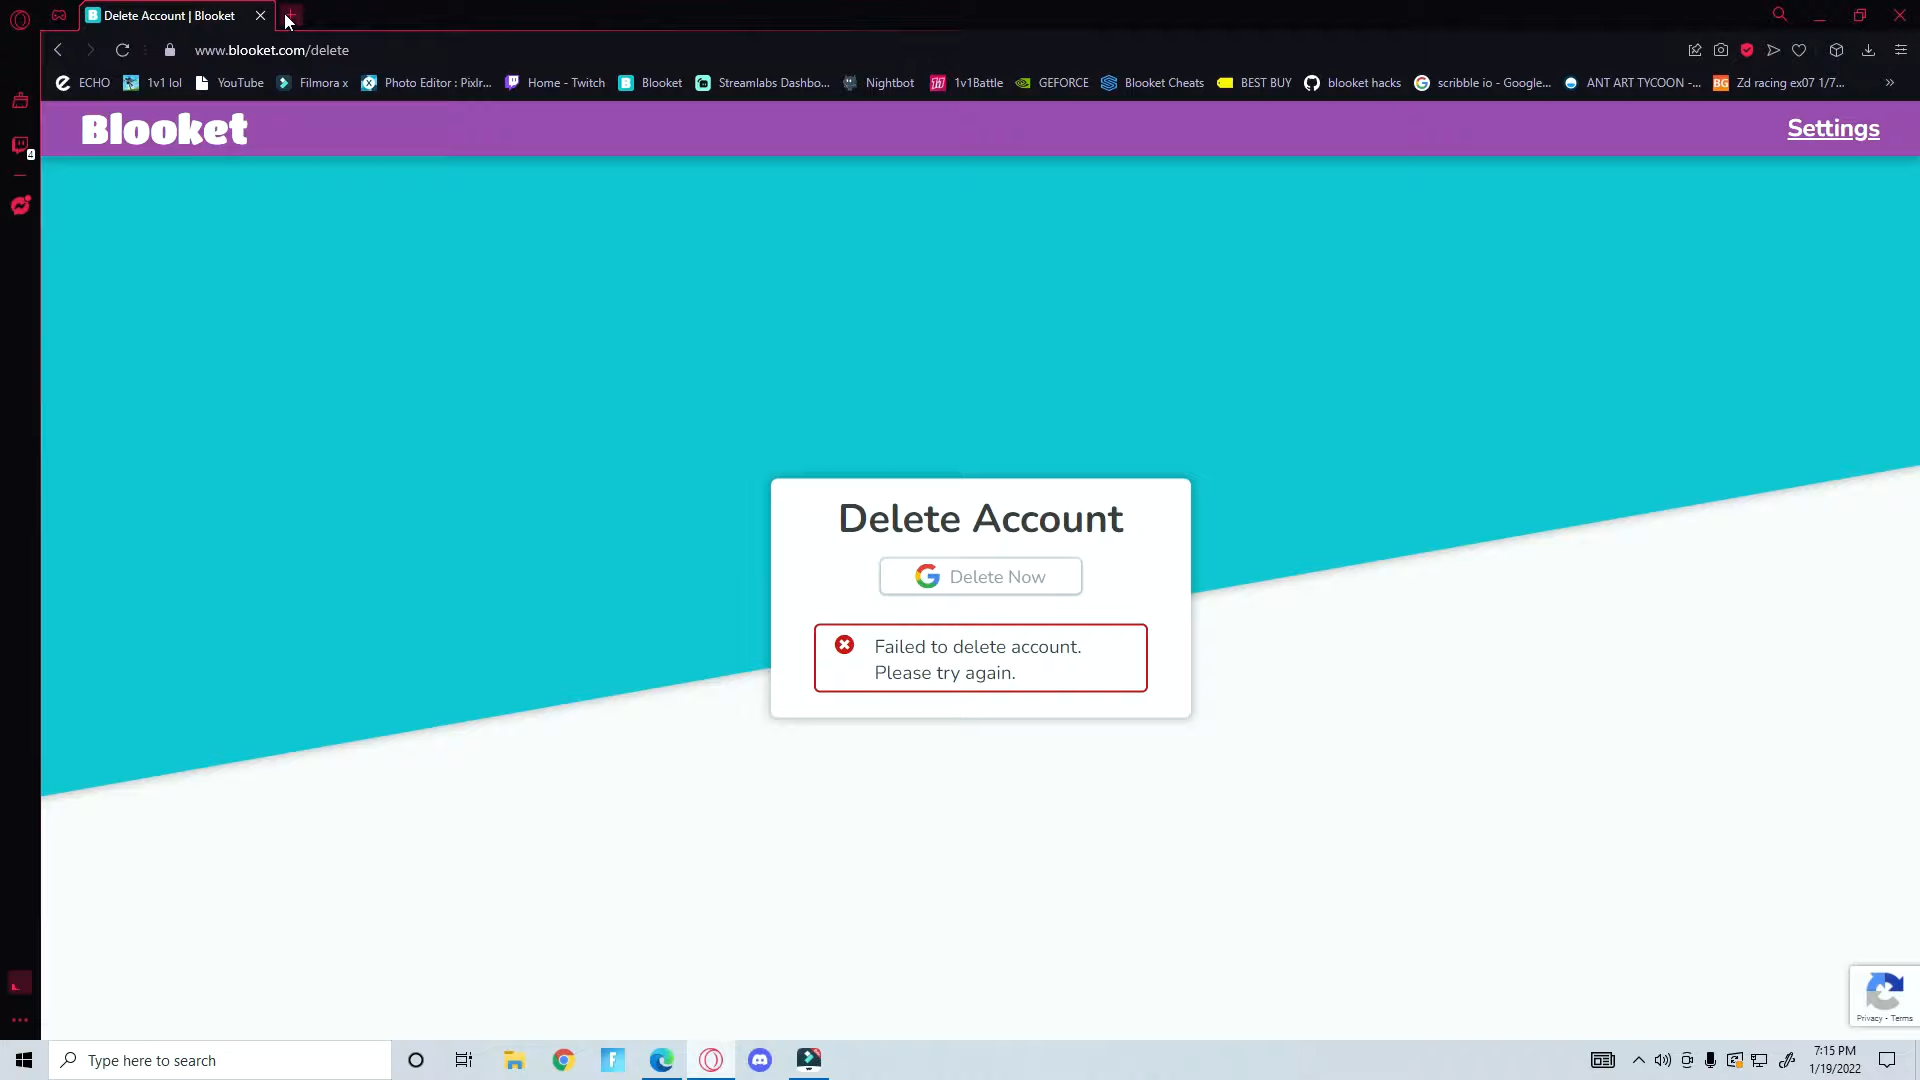 Delete Account | Blooket
www.blooket.com/delete
ECHO 1v1 lol YouTube Filmora x Photo Editor : Pixlr... Home - Twitch Blooket Streamlabs Dashbo... Nightbot 1v1Battle GEFORCE Blooket Cheats BEST BUY blooket hacks scribble io - Google... ANT ART TYCOON -... BG Zd racing ex07 1/7... »
Blooket
Settings
4
Delete Account
Delete Now
Failed to delete account.
Please try again.
Privacy - Terms
Type here to search
7:15 PM
1/19/2022